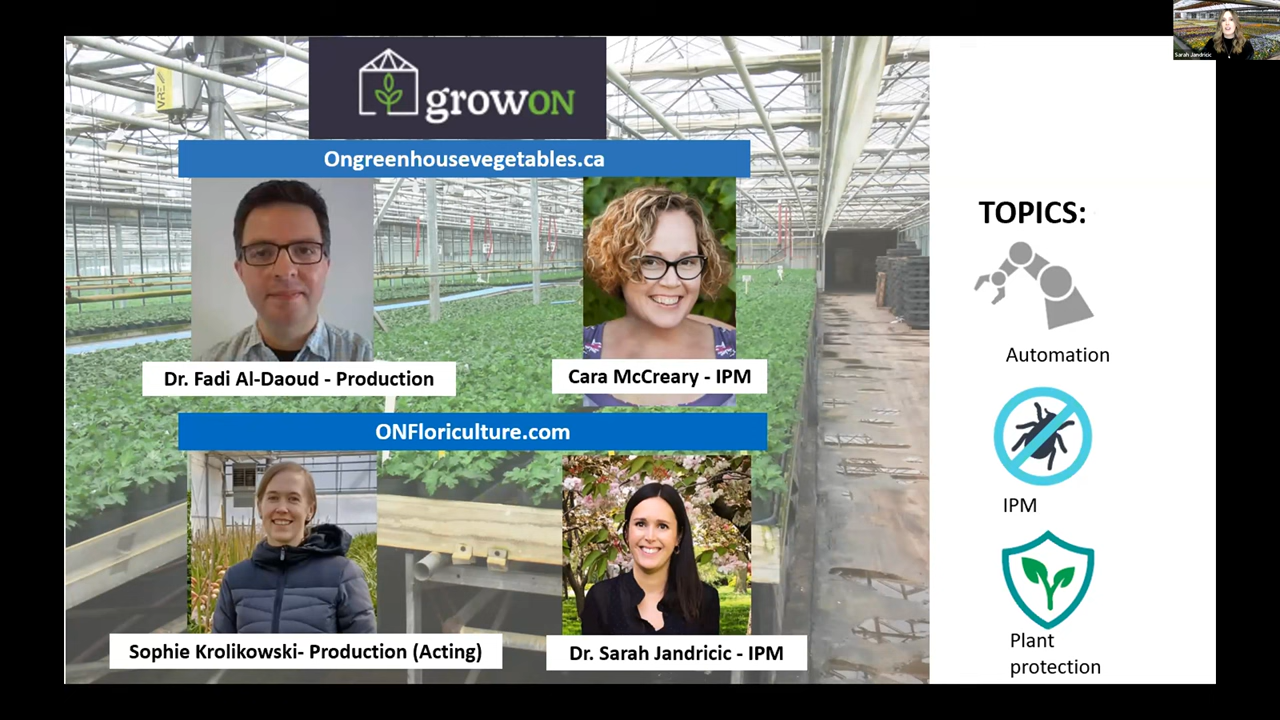 growON
Ongreenhousevegetables.ca
Dr. Fadi Al-Daoud - Production
Cara McCreary - IPM
ONFloriculture.com
Sophie Krolikowski- Production (Acting)
Dr. Sarah Jandricic - IPM
TOPICS:
Automation
IPM
Plant
protection
Sarah Jandricic